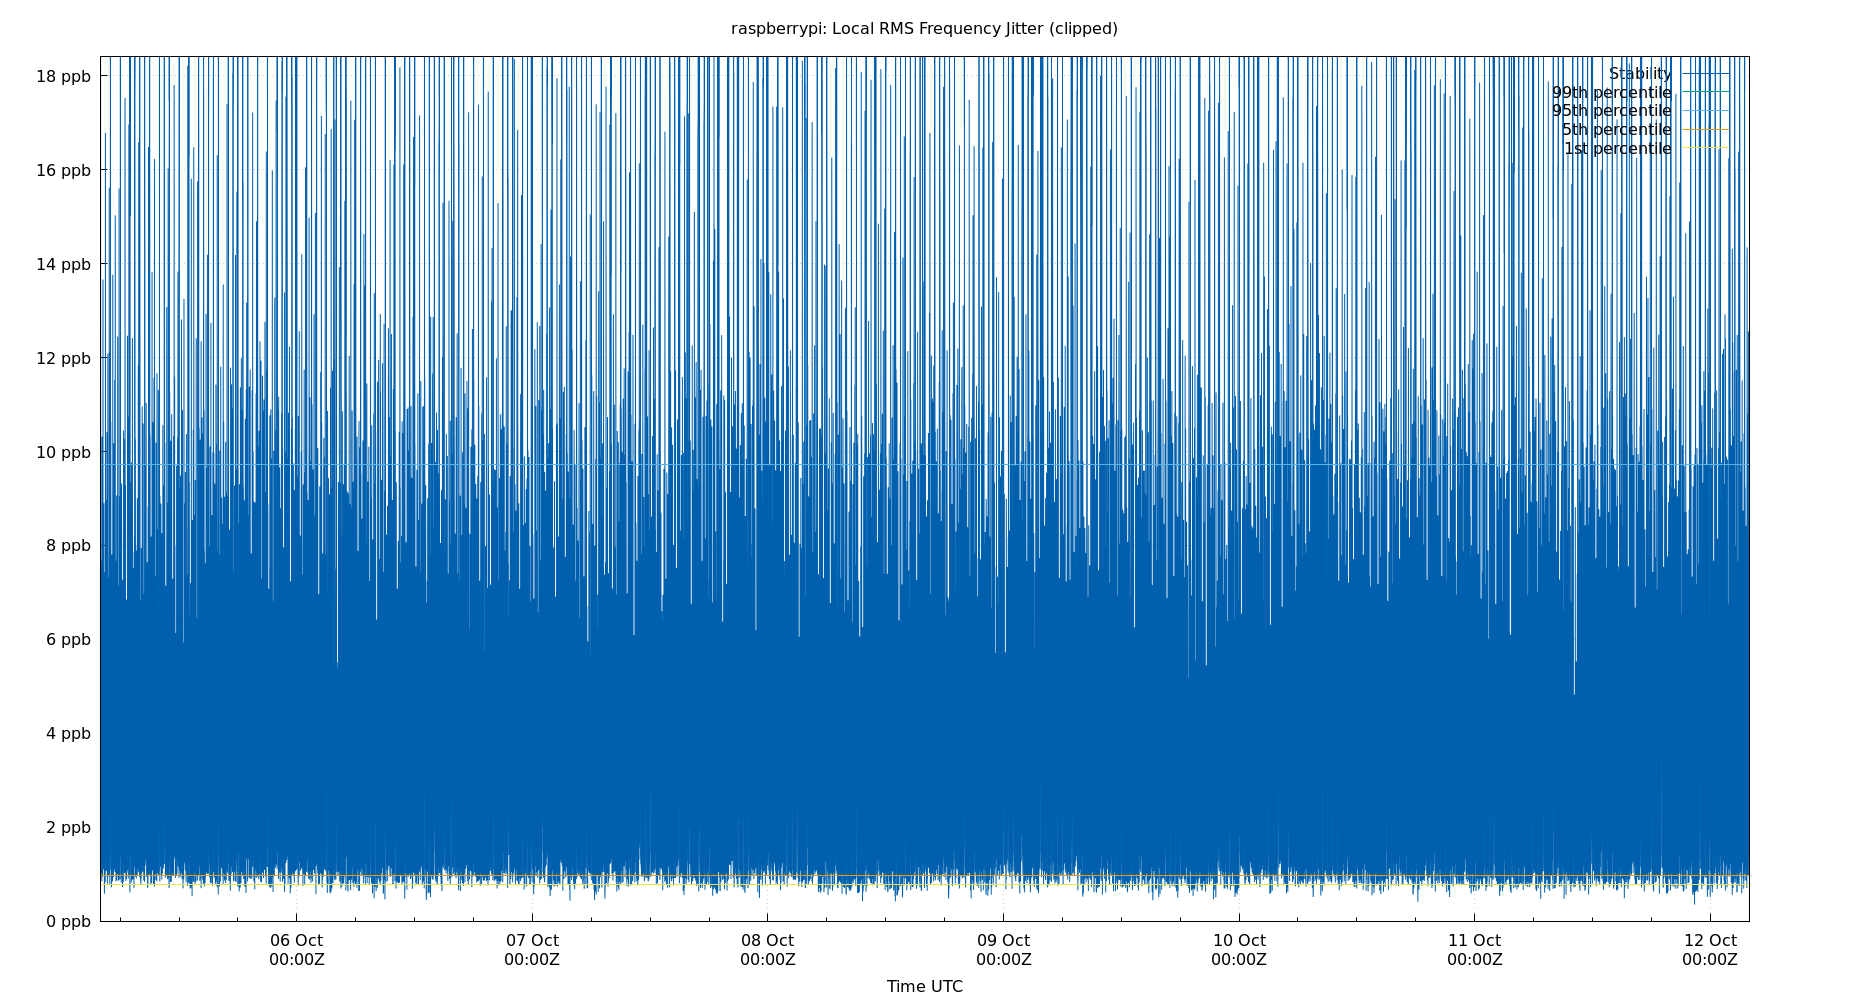 raspberrypi: Local RMS Frequency Jitter (clipped)
18 ppb
16 ppb
14 ppb
12 ppb
10 ppb
8 ppb
6 ppb
4 ppb
2 ppb
0 ppb
Stability
99th percentile
95th percentile
5th percentile
1st percentile
06 Oct
00:00Z
07 Oct
00:00Z
08 Oct
00:00Z
09 Oct
00:00Z
10 Oct
00:00Z
11 Oct
00:00Z
12 Oct
00:00Z
Time UTC